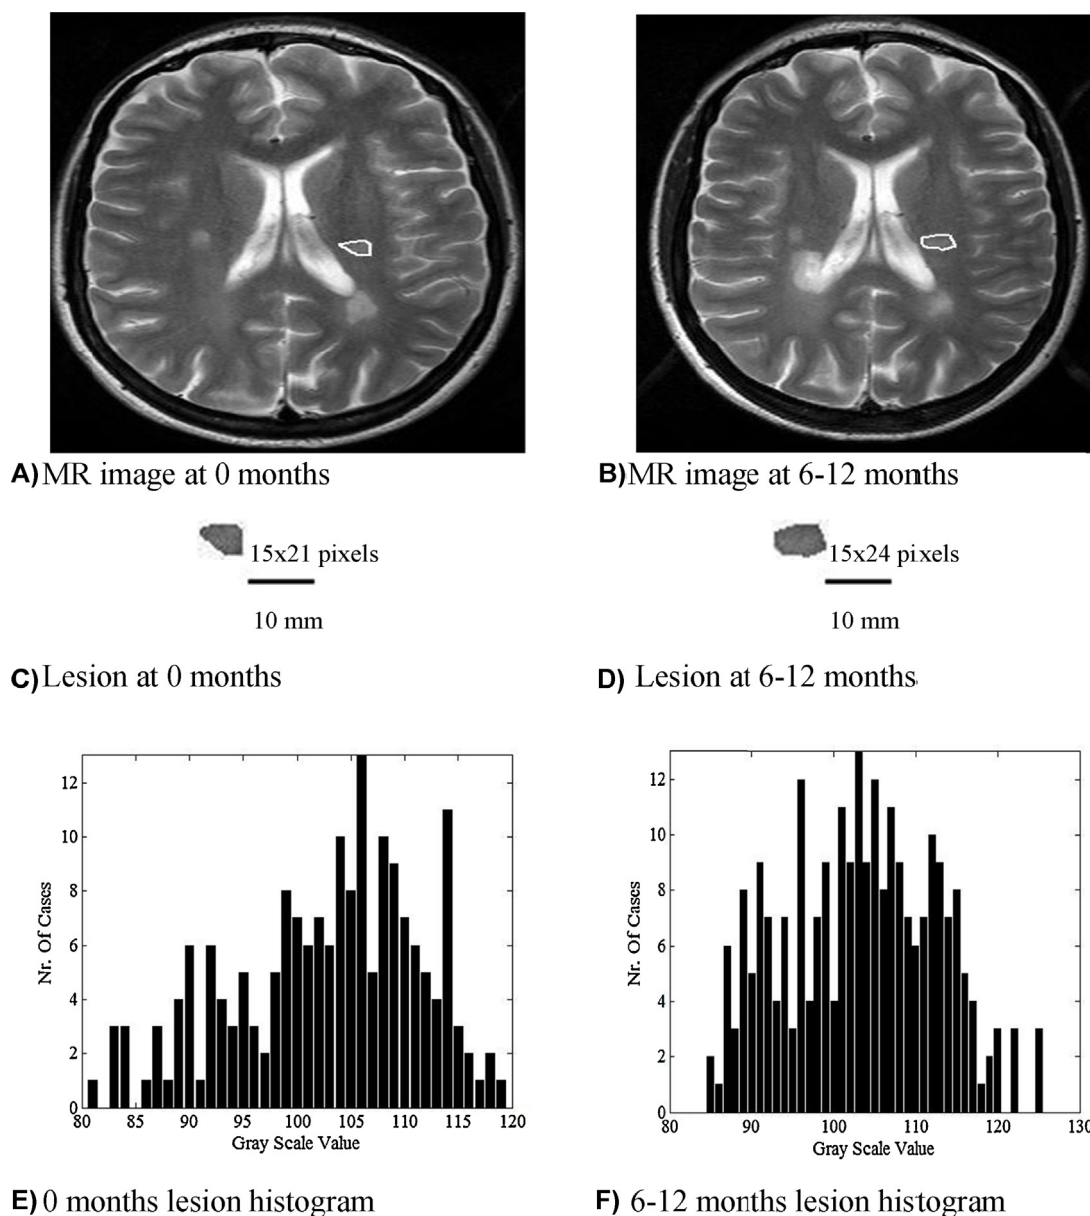 A) MR image at 0 months
B) MR image at 6-12 months
15x21 pixels
15x24 pixels
10 mm
10 mm
C) Lesion at 0 months
D) Lesion at 6-12 months
12
10
8
6
4
2
0
Nr. Of Cases
80 85 90 95 100 105 110 115 120
Gray Scale Value
12
10
8
6
4
2
0
Nr. Of Cases
80 90 100 110 120 130
Gray Scale Value
E) 0 months lesion histogram
F) 6-12 months lesion histogram